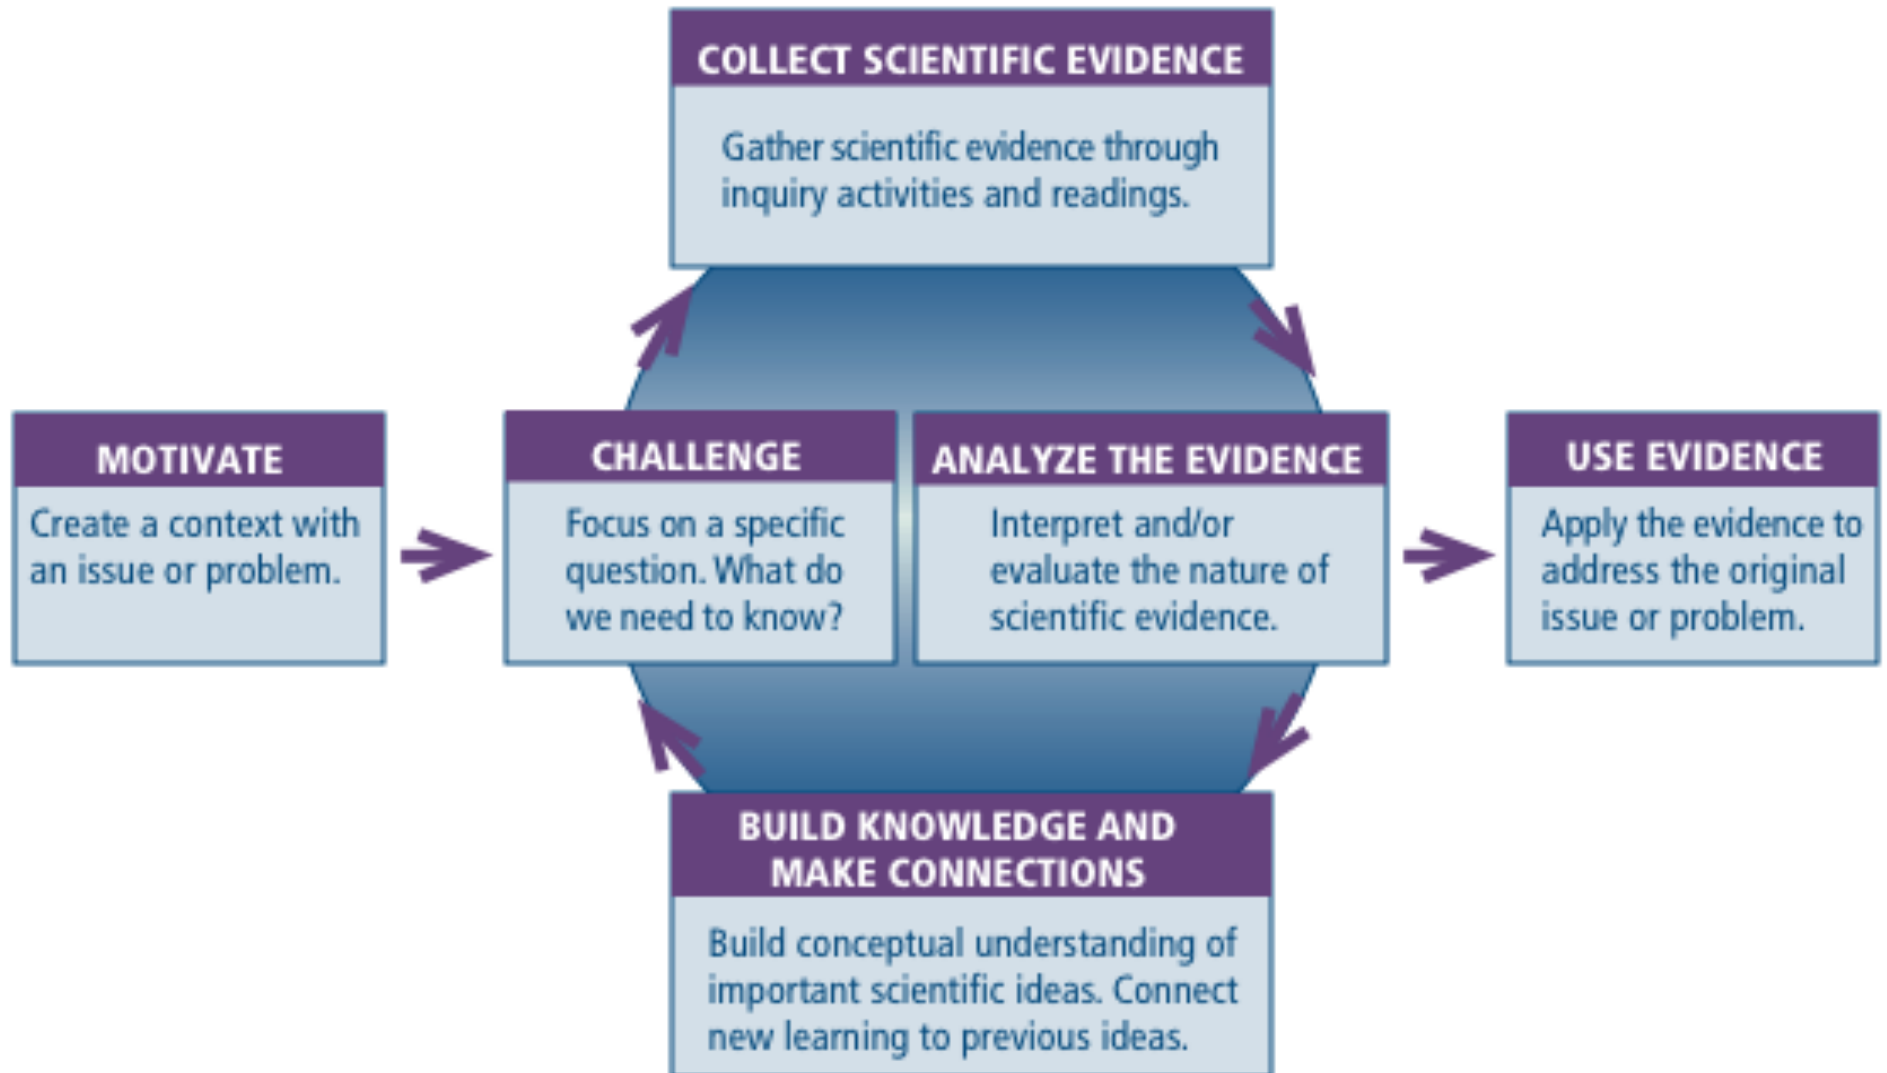 COLLECT SCIENTIFIC EVIDENCE
Gather scientific evidence through
inquiry activities and readings.
MOTIVATE
Create a context with
an issue or problem.
CHALLENGE
Focus on a specific
question. What do
we need to know?
ANALYZE THE EVIDENCE
Interpret and/or
evaluate the nature of
scientific evidence.
USE EVIDENCE
Apply the evidence to
address the original
issue or problem.
BUILD KNOWLEDGE AND
MAKE CONNECTIONS
Build conceptual understanding of
important scientific ideas. Connect
new learning to previous ideas.